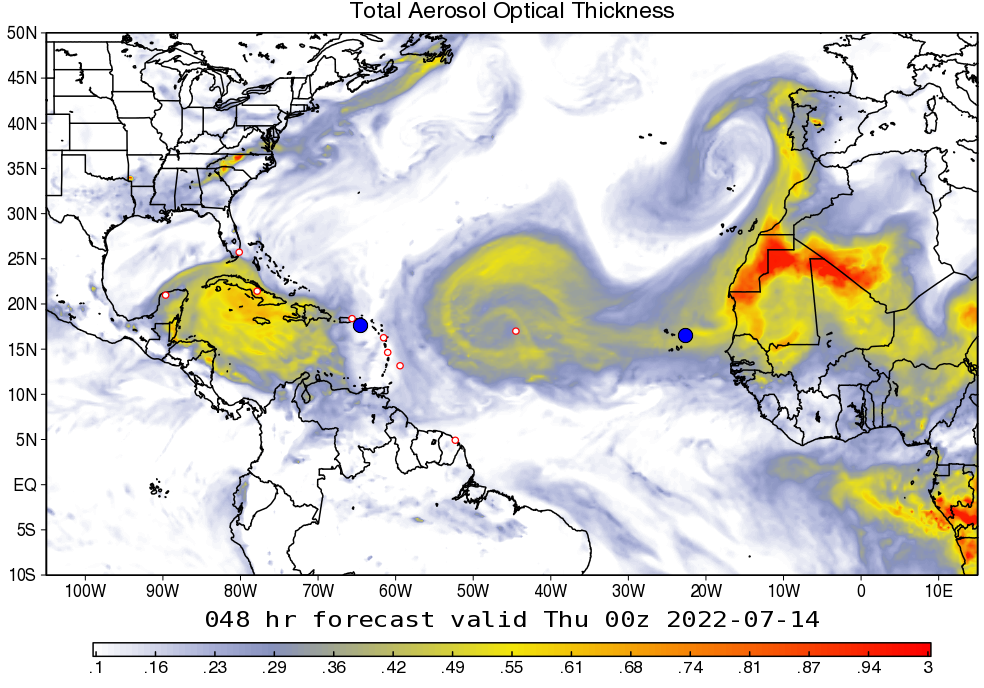 Total Aerosol Optical Thickness
50N
45N
40N
35N
30N
25N
20N
15N
10N
5N
EQ
5S
10S
100W 90W 80W 70W 60W 50W 40W 30W 20W 10W 0 10E
048 hr forecast valid Thu 00z 2022-07-14
.1 .16 .23 .29 .36 .42 .49 .55 .61 .68 .74 .81 .87 .94 3